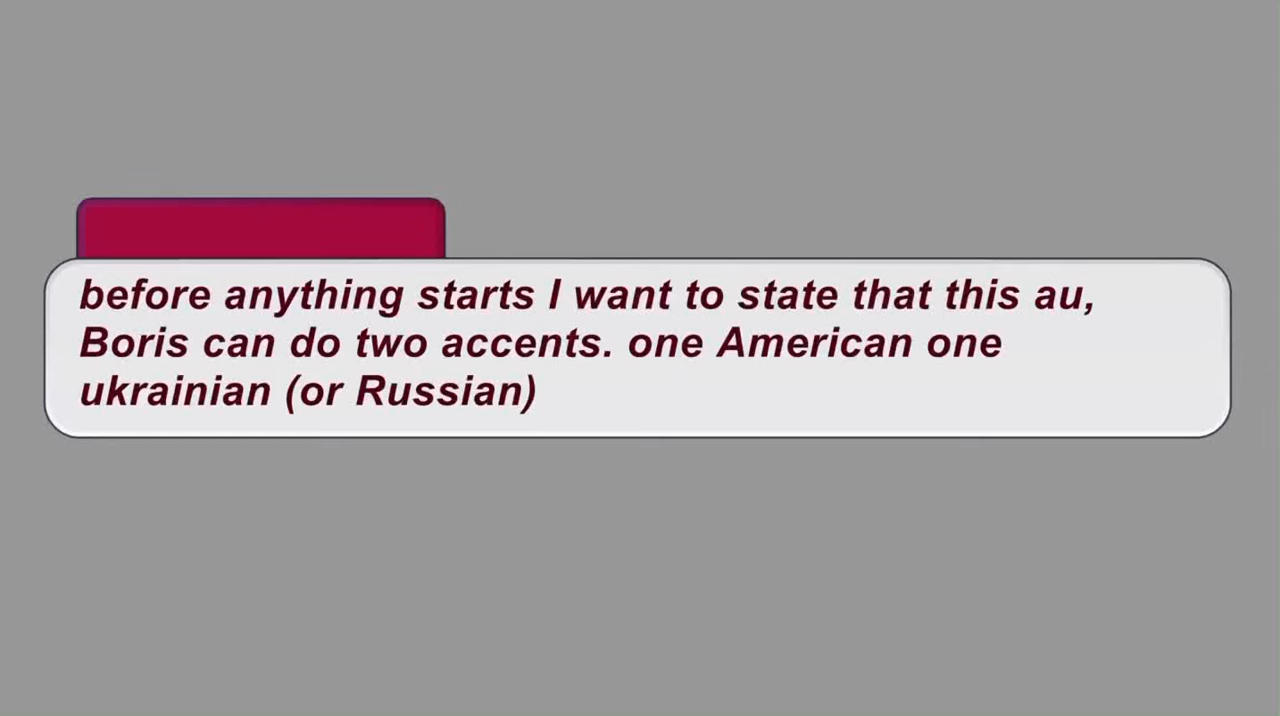 before anything starts I want to state that this au,
Boris can do two accents. one American one
ukrainian (or Russian)